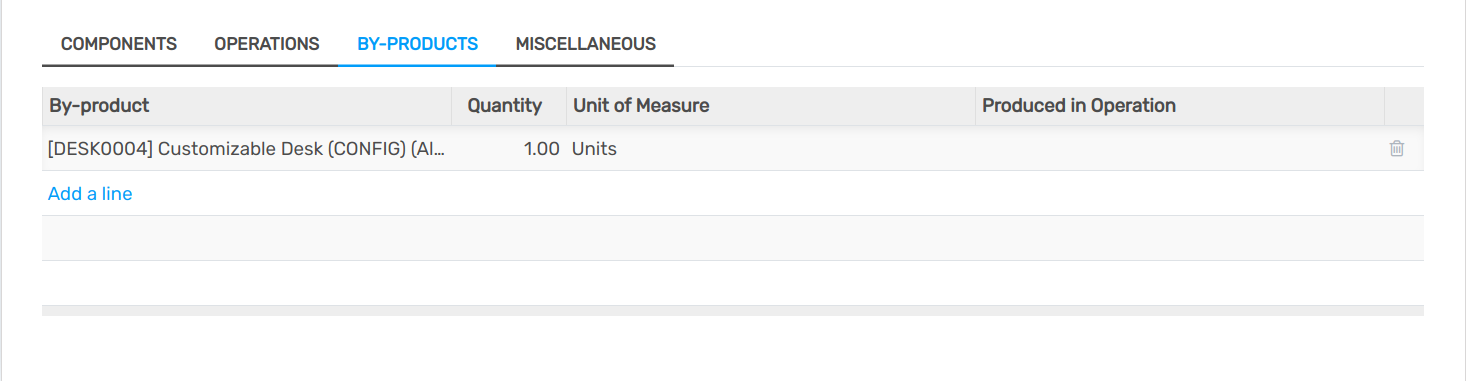 COMPONENTS OPERATIONS BY-PRODUCTS MISCELLANEOUS
By-product Quantity Unit of Measure Produced in Operation
[DESK0004] Customizable Desk (CONFIG) (Al... 1.00 Units
Add a line